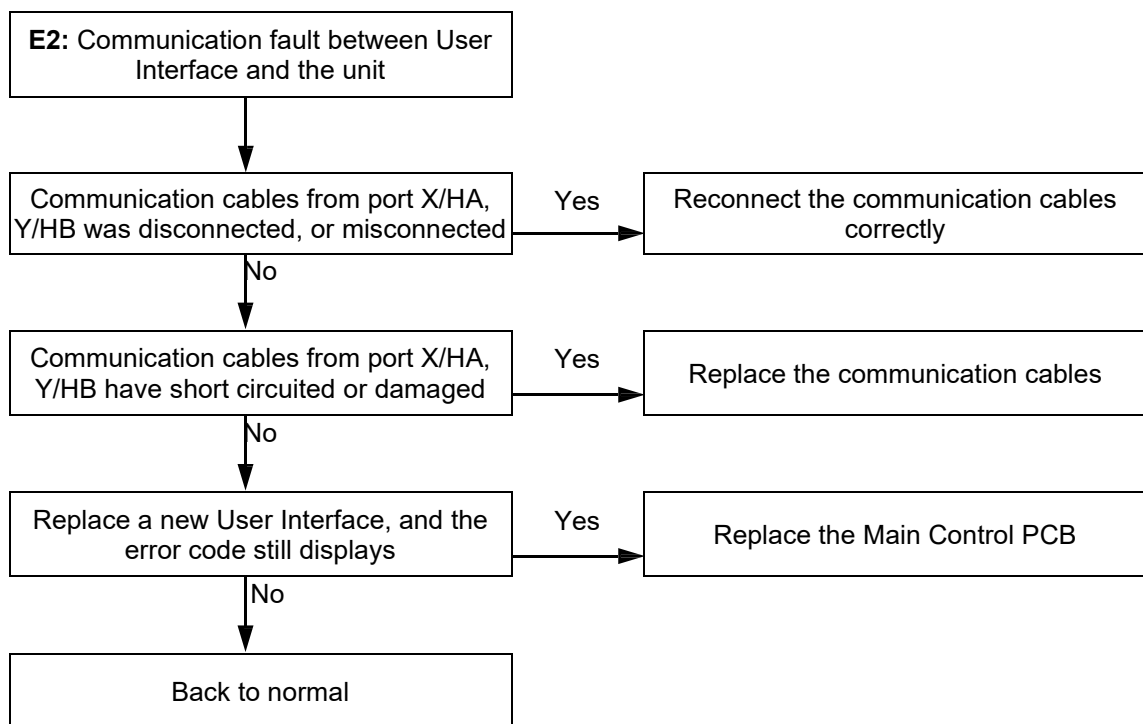 E2: Communication fault between User
Interface and the unit
Communication cables from port X/HA,
Y/HB was disconnected, or misconnected
Yes
Reconnect the communication cables
correctly
No
Communication cables from port X/HA,
Y/HB have short circuited or damaged
Yes
Replace the communication cables
No
Replace a new User Interface, and the
error code still displays
Yes
Replace the Main Control PCB
No
Back to normal